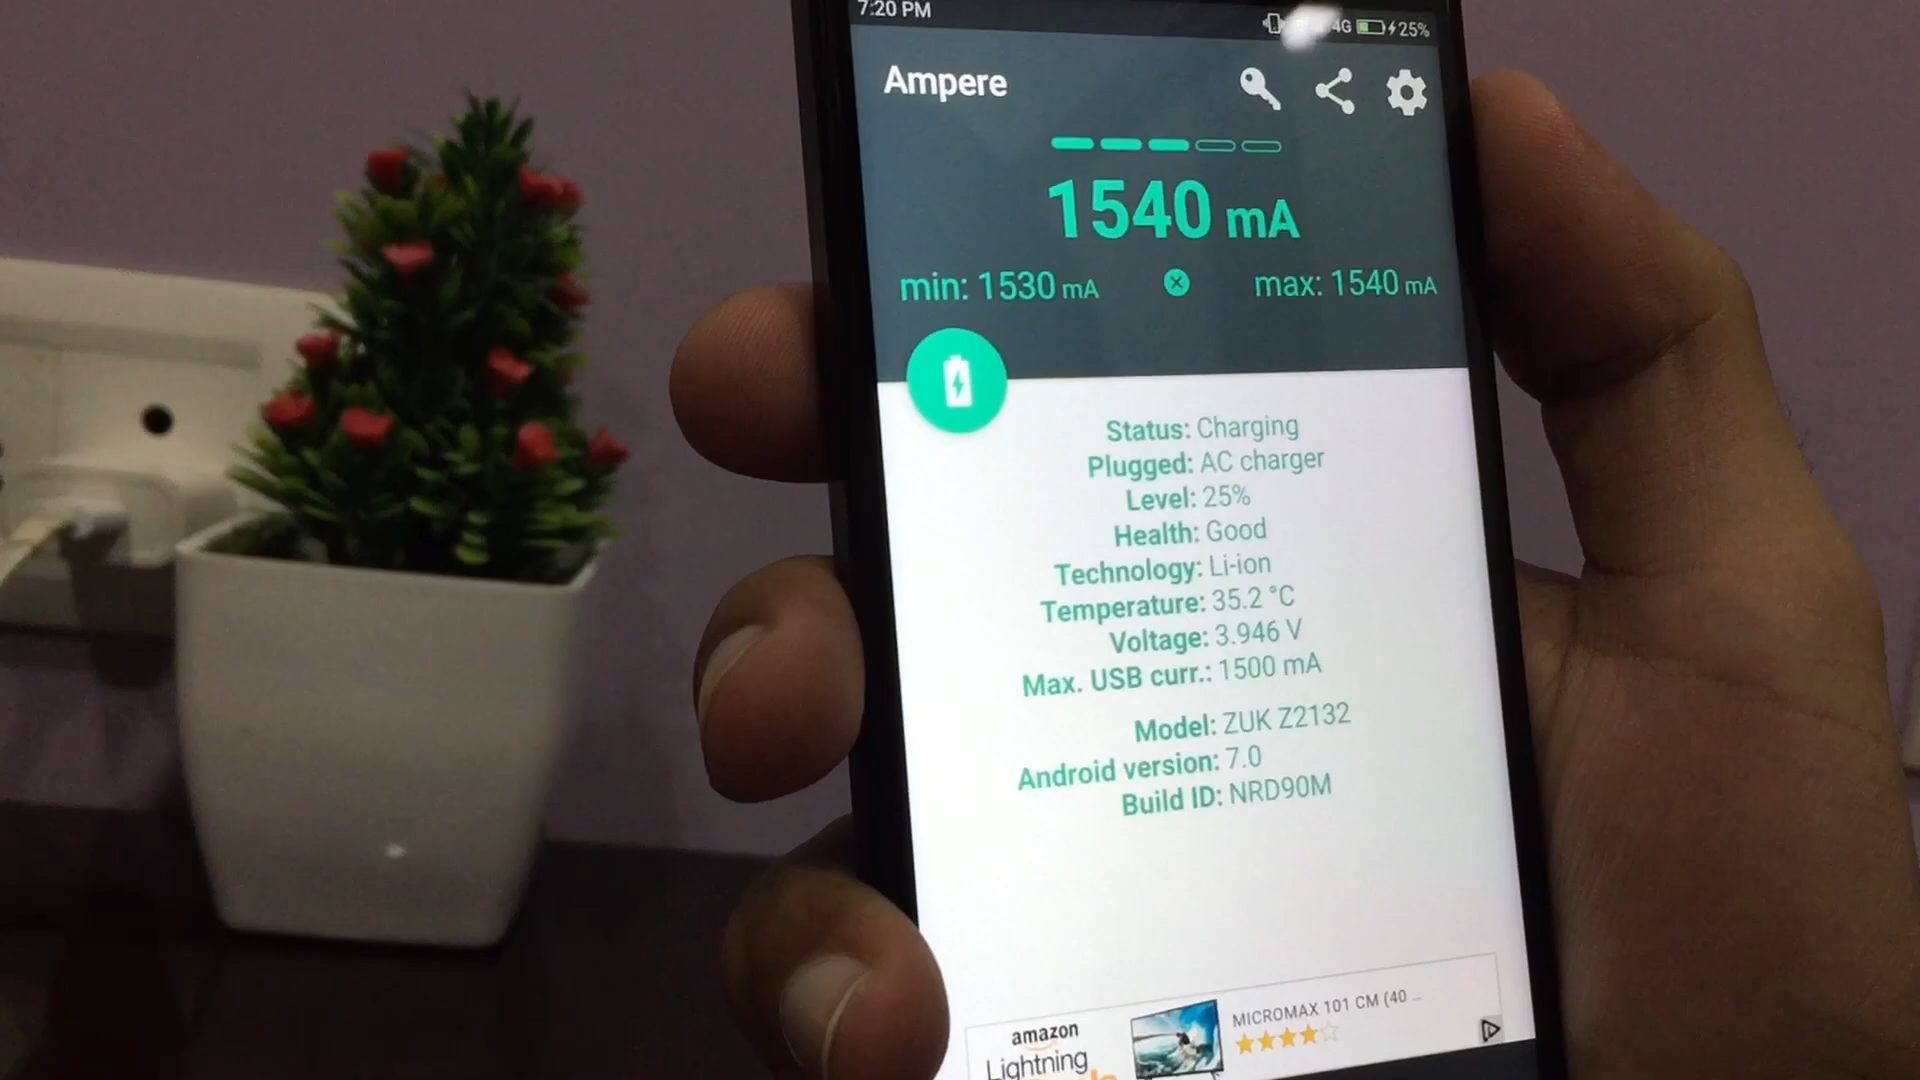 7:20 PM
4G 25%
Ampere
1540 mA
min: 1530 mA
max: 1540 mA
Status: Charging
Plugged: AC charger
Level: 25%
Health: Good
Technology: Li-ion
Temperature: 35.2 °C
Voltage: 3.946 V
Max. USB curr.: 1500 mA
Model: ZUK Z2132
Android version: 7.0
Build ID: NRD90M
amazon
Lightning
MICROMAX 101 CM (40 ...